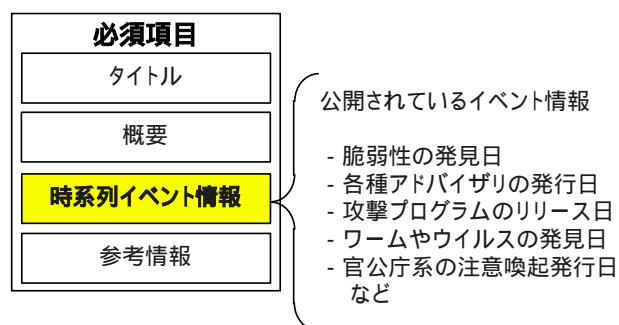 必須項目
タイトル
概要
時系列イベント情報
参考情報
公開されているイベント情報
- 脆弱性の発見日
- 各種アドバイザリの発行日
- 攻撃プログラムのリリース日
- ワームやウイルスの発見日
- 官公庁系の注意喚起発行日
など